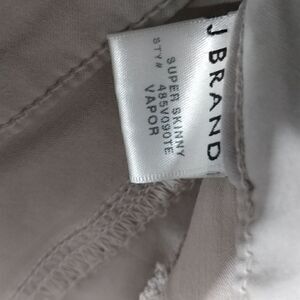 J BRAND
SUPER SKINNY
STY# 485V090TE
VAPOR